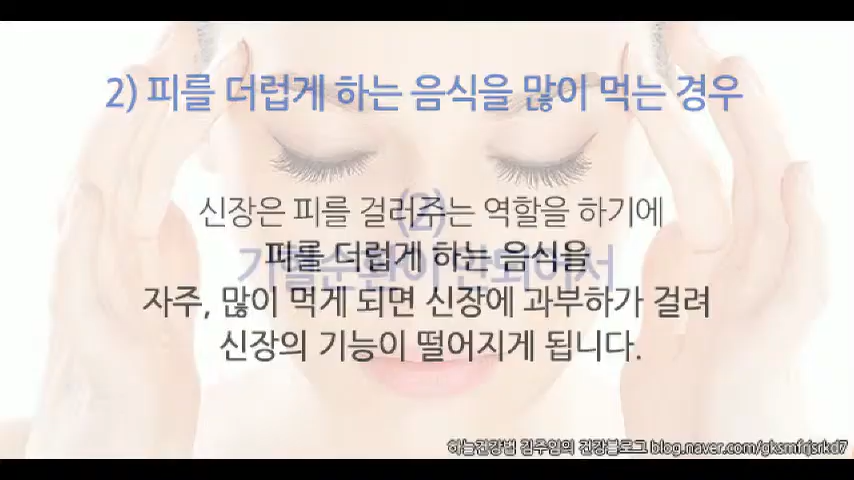 2) 피를 더럽게 하는 음식을 많이 먹는 경우
신장은 피를 걸러주는 역할을 하기에
(2)
피를 더럽게 하는 음식을
자주, 많이 먹게 되면 신장에 과부하가 걸려
신장의 기능이 떨어지게 됩니다.
하늘건강법 김주임의 건강블로그 blog.naver.com/gksmfrjsrkd7